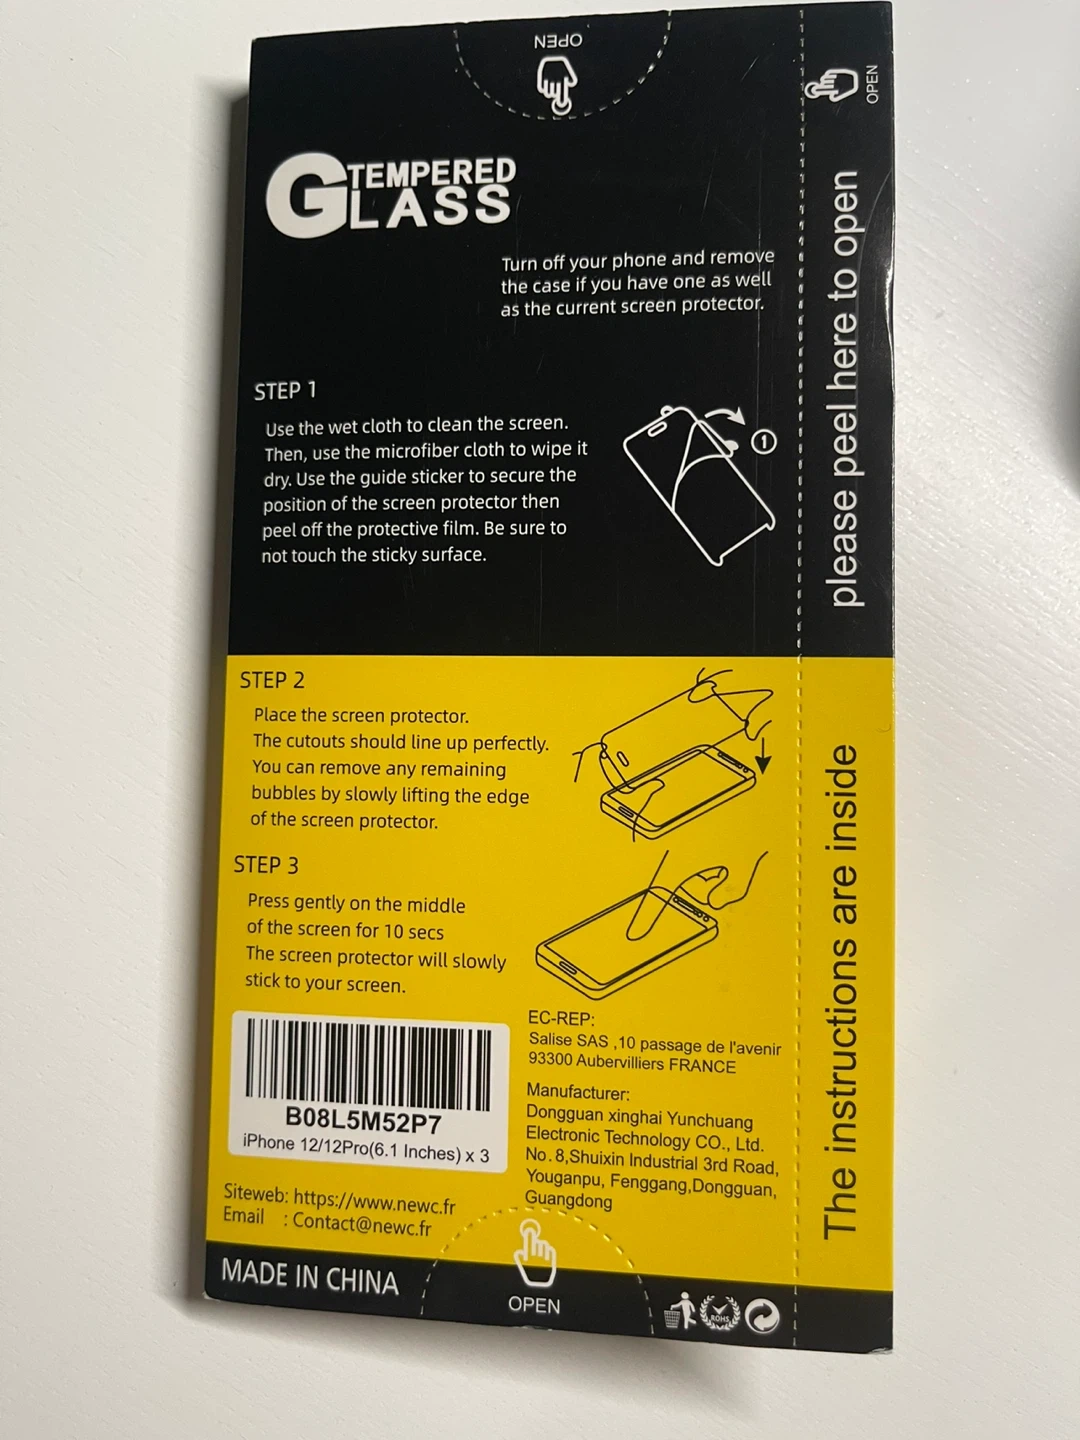 OPEN
OPEN
TEMPERED
GLASS
Turn off your phone and remove
the case if you have one as well
as the current screen protector.
please peel here to open
STEP 1
Use the wet cloth to clean the screen.
Then, use the microfiber cloth to wipe it
dry. Use the guide sticker to secure the
position of the screen protector then
peel off the protective film. Be sure to
not touch the sticky surface.
1
STEP 2
Place the screen protector.
The cutouts should line up perfectly.
You can remove any remaining
bubbles by slowly lifting the edge
of the screen protector.
STEP 3
Press gently on the middle
of the screen for 10 secs
The screen protector will slowly
stick to your screen.
The instructions are inside
B08L5M52P7
iPhone 12/12Pro(6.1 Inches) x 3
EC-REP:
Salise SAS ,10 passage de l'avenir
93300 Aubervilliers FRANCE
Manufacturer:
Dongguan xinghai Yunchuang
Electronic Technology CO., Ltd.
No.8,Shuixin Industrial 3rd Road,
Youganpu, Fenggang,Dongguan,
Guangdong
Siteweb: https://www.newc.fr
Email : Contact@newc.fr
MADE IN CHINA
OPEN
ROHS